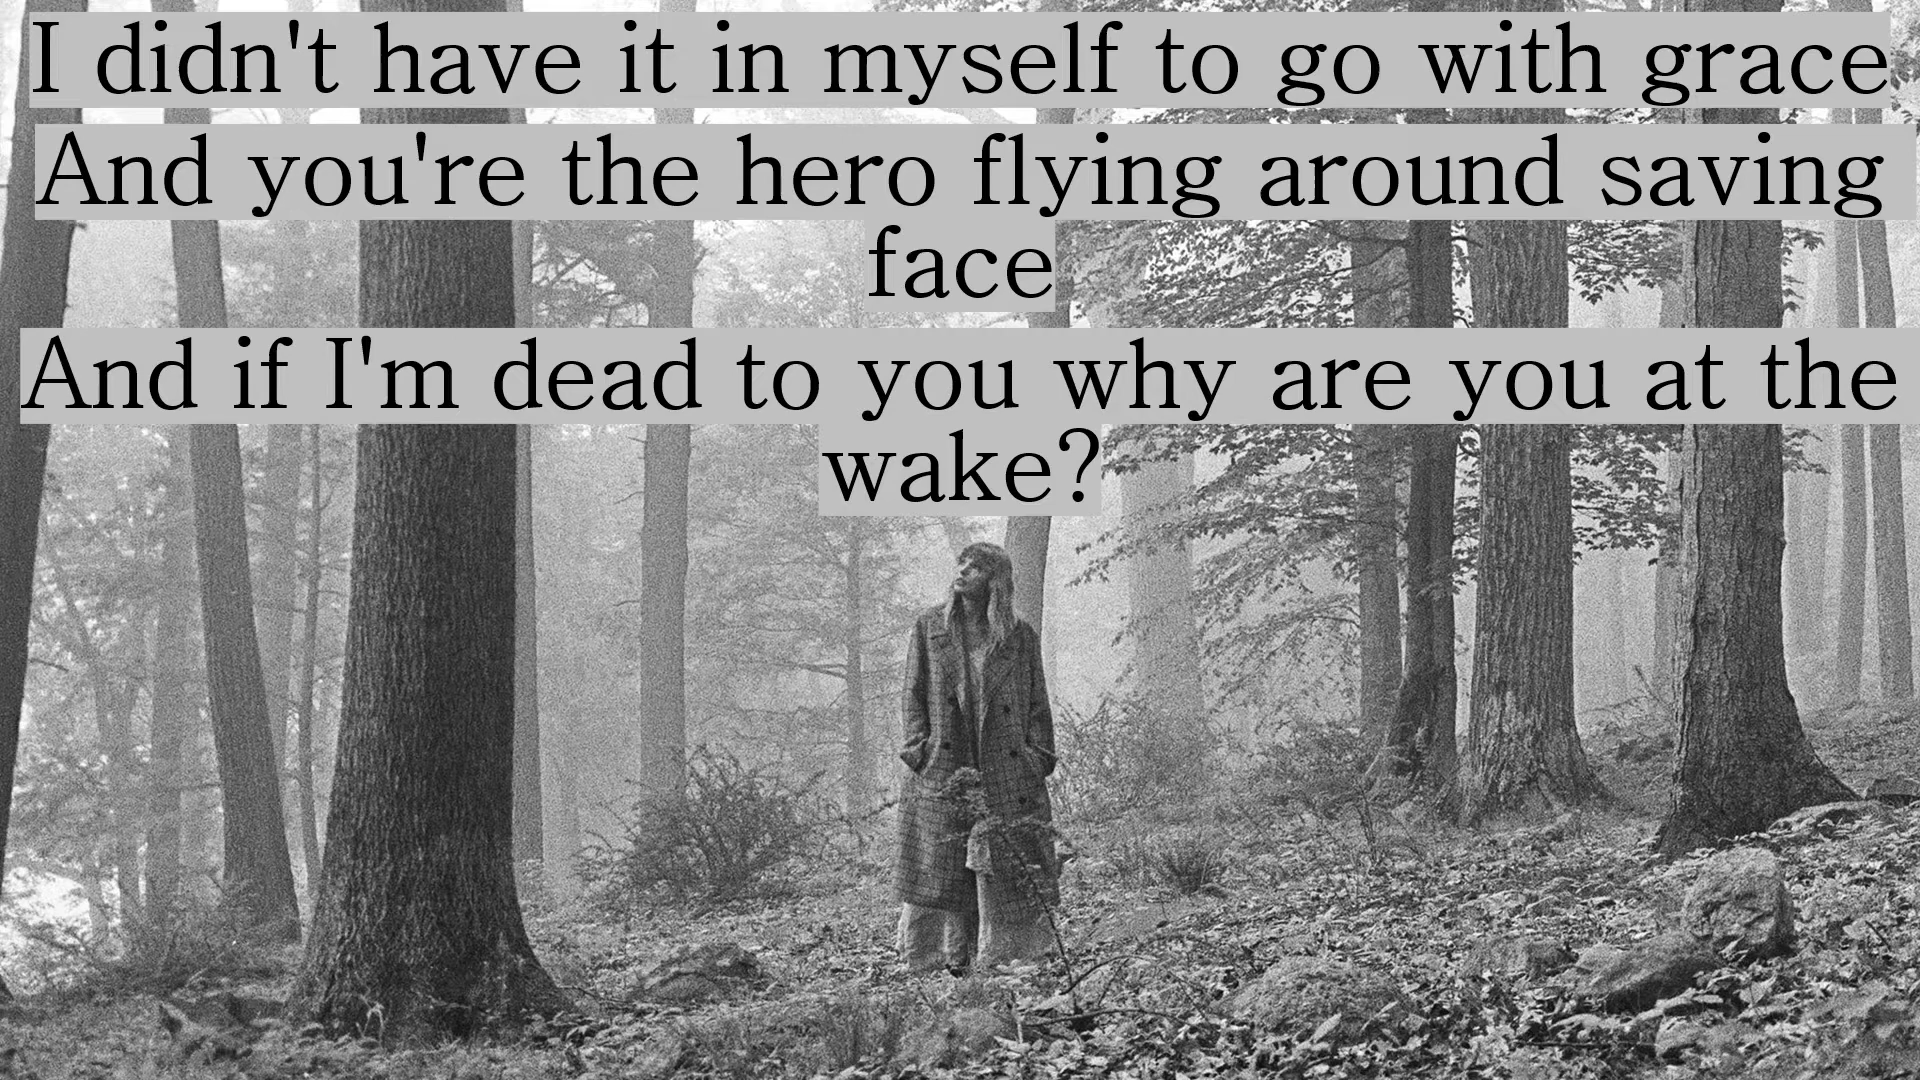 I didn't have it in myself to go with grace
And you're the hero flying around saving
face
And if I'm dead to you why are you at the
wake?